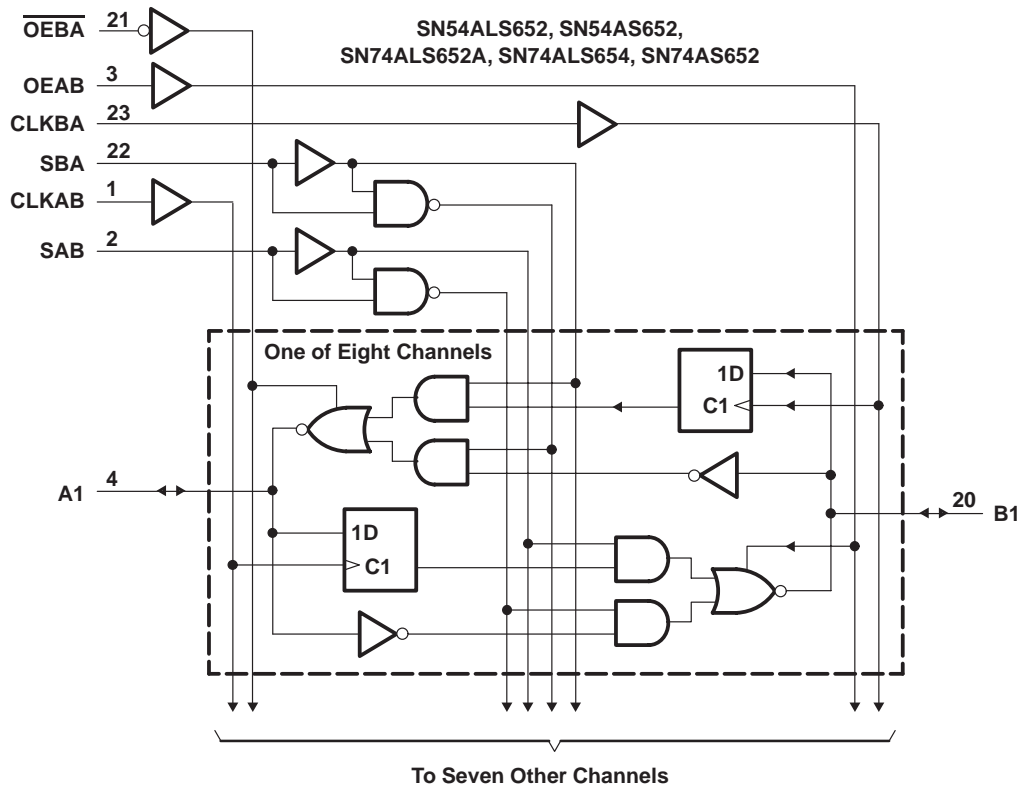 SN54ALS652, SN54AS652,
SN74ALS652A, SN74ALS654, SN74AS652
OEBA 21
OEAB 3
CLKBA 23
SBA 22
CLKAB 1
SAB 2
One of Eight Channels
1D
C1
A1 4
20 B1
1D
C1
To Seven Other Channels